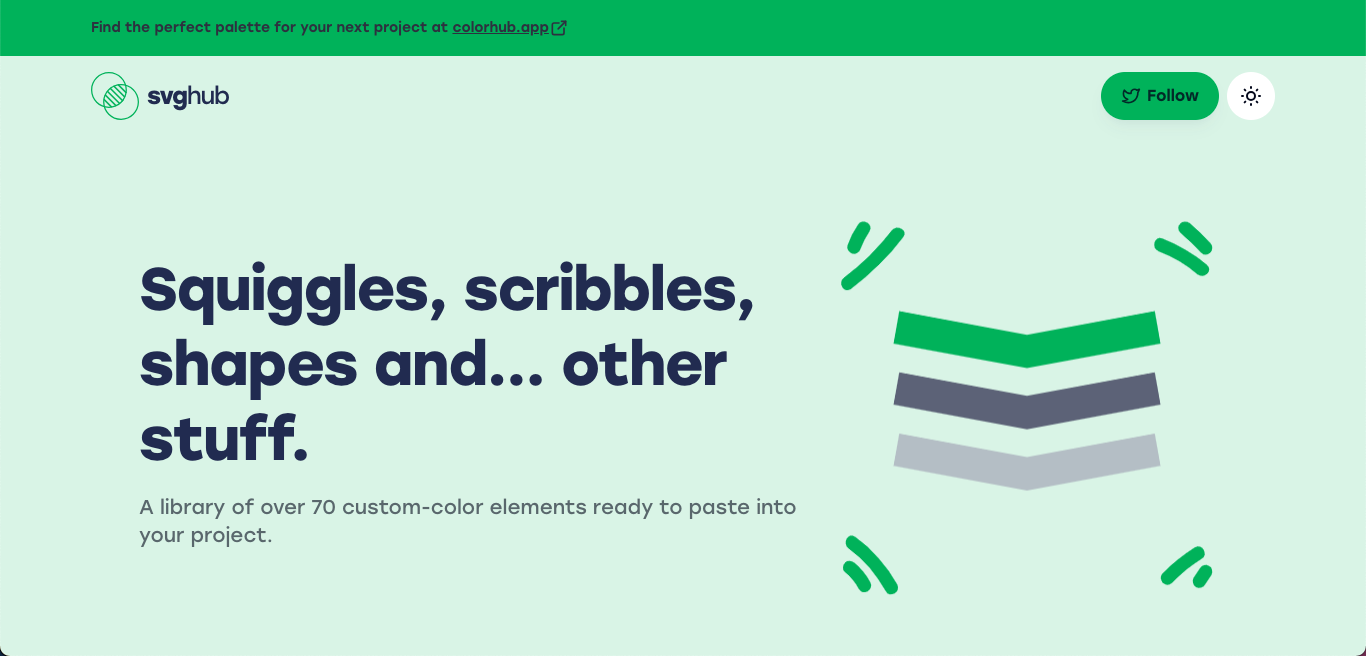 Find the perfect palette for your next project at colorhub.app
svghub
Follow
Squiggles, scribbles,
shapes and... other
stuff.
A library of over 70 custom-color elements ready to paste into
your project.